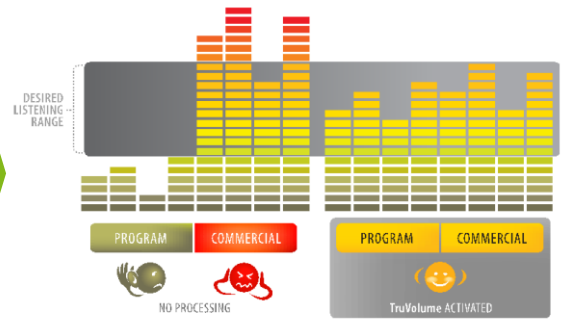 DESIRED
LISTENING
RANGE
PROGRAM
COMMERCIAL
PROGRAM
COMMERCIAL
NO PROCESSING
TruVolume ACTIVATED